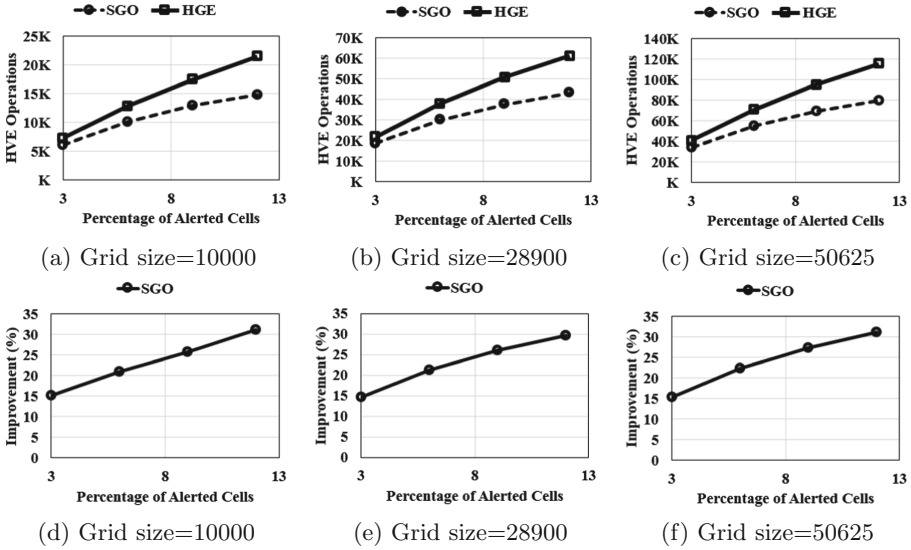 SGO HGE
HVE Operations
25K
20K
15K
10K
5K
K
3 8 13
Percentage of Alerted Cells
(a) Grid size=10000
SGO HGE
HVE Operations
70K
60K
50K
40K
30K
20K
10K
K
3 8 13
Percentage of Alerted Cells
(b) Grid size=28900
SGO HGE
HVE Operations
140K
120K
100K
80K
60K
40K
20K
K
3 8 13
Percentage of Alerted Cells
(c) Grid size=50625
SGO
Improvement (%)
35
30
25
20
15
10
5
0
3 8 13
Percentage of Alerted Cells
(d) Grid size=10000
SGO
Improvement (%)
35
30
25
20
15
10
5
0
3 8 13
Percentage of Alerted Cells
(e) Grid size=28900
SGO
Improvement (%)
35
30
25
20
15
10
5
0
3 8 13
Percentage of Alerted Cells
(f) Grid size=50625